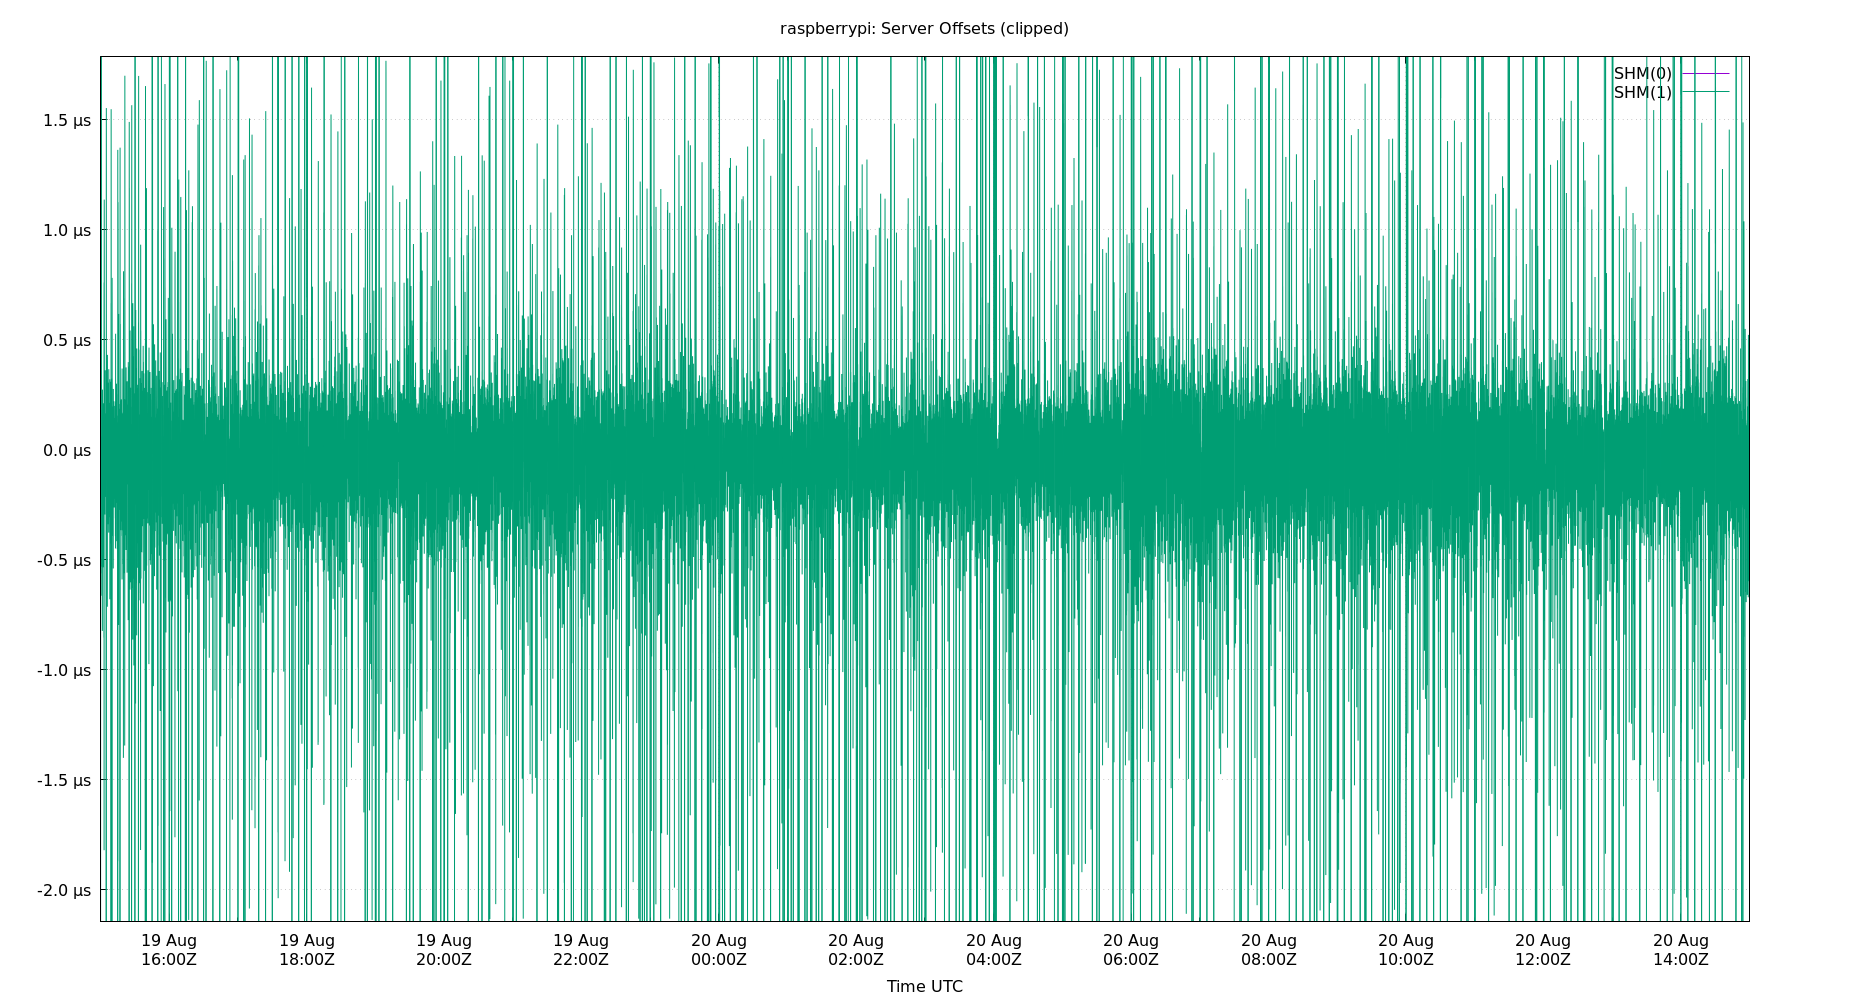 raspberrypi: Server Offsets (clipped)
SHM(0)
SHM(1)
1.5 µs
1.0 µs
0.5 µs
0.0 µs
-0.5 µs
-1.0 µs
-1.5 µs
-2.0 µs
19 Aug 19 Aug 19 Aug 19 Aug 20 Aug 20 Aug 20 Aug 20 Aug 20 Aug 20 Aug 20 Aug 20 Aug
16:00Z 18:00Z 20:00Z 22:00Z 00:00Z 02:00Z 04:00Z 06:00Z 08:00Z 10:00Z 12:00Z 14:00Z
Time UTC